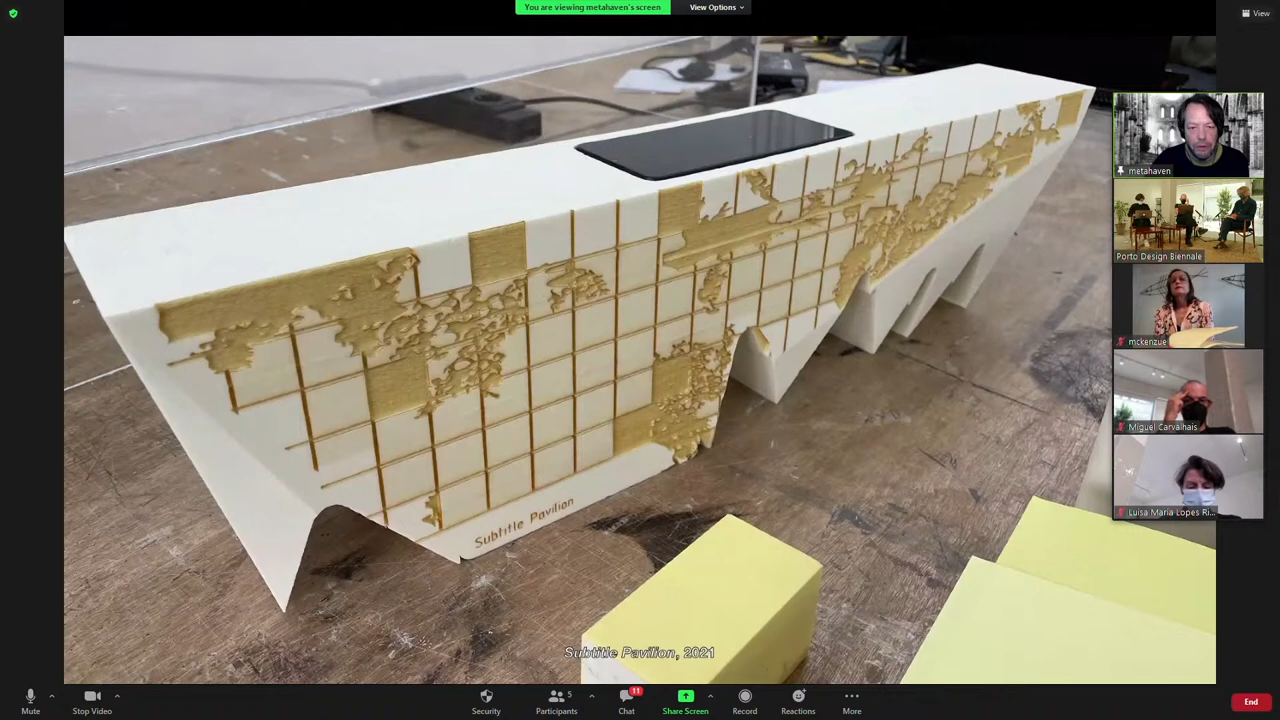 You are viewing metahaven's screen
View Options
View
metahaven
Porto Design Biennale
mckenzue
Miguel Carvalhais
Luisa Maria Lopes Ri...
Subtitle Pavilion
Subtitle Pavilion, 2021
Mute
Stop Video
Security
5
Participants
11
Chat
Share Screen
Record
Reactions
More
End